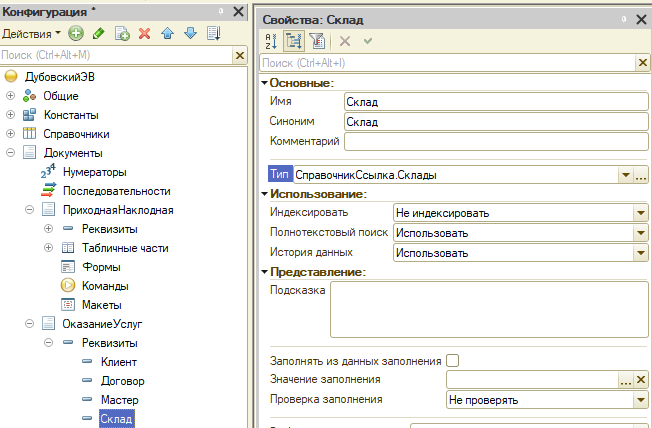 Конфигурация *
Действия
Поиск (Ctrl+Alt+M)
ДубовскийЭВ
Общие
Константы
Справочники
Документы
Нумераторы
Последовательности
ПриходнаяНаклодная
Реквизиты
Табличные части
Формы
Команды
Макеты
ОказаниеУслуг
Реквизиты
Клиент
Договор
Мастер
Склад
Свойства: Склад
Поиск (Ctrl+Alt+I)
Основные:
Имя Склад
Синоним Склад
Комментарий
Тип СправочникСсылка.Склады
Использование:
Индексировать Не индексировать
Полнотекстовый поиск Использовать
История данных Использовать
Представление:
Подсказка
Заполнять из данных заполнения
Значение заполнения
Проверка заполнения Не проверять